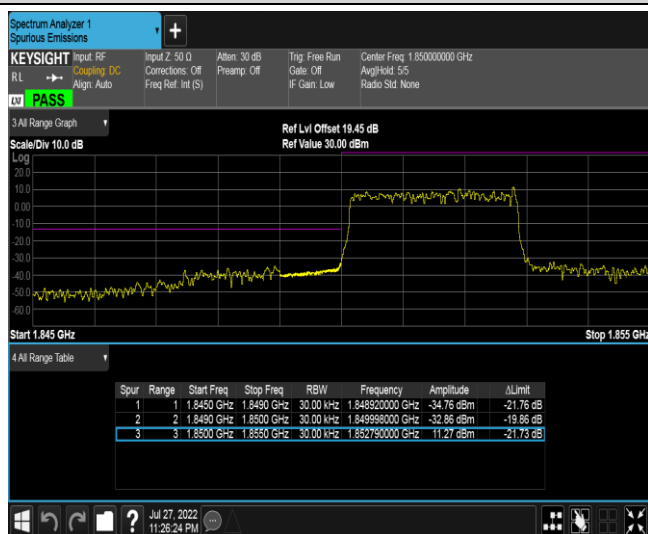 Spectrum Analyzer 1
Spurious Emissions
+
KEYSIGHT Input: RF Input Z: 50 Ω Atten: 30 dB Trig: Free Run Center Freq: 1.850000000 GHz
RL Coupling: DC Corrections: Off Preamp: Off Gate: Off Avg|Hold: 5/5
Align: Auto Freq Ref: Int (S) IF Gain: Low Radio Std: None
LXI PASS
3 All Range Graph
Ref Lvl Offset 19.45 dB
Scale/Div 10.0 dB Ref Value 30.00 dBm
Log
20.0
10.0
0.00
-10.0
-20.0
-30.0
-40.0
-50.0
-60.0
Start 1.845 GHz Stop 1.855 GHz
4 All Range Table
Spur Range Start Freq Stop Freq RBW Frequency Amplitude ΔLimit
1 1 1.8450 GHz 1.8490 GHz 30.00 kHz 1.848920000 GHz -34.76 dBm -21.76 dB
2 2 1.8490 GHz 1.8500 GHz 30.00 kHz 1.849998000 GHz -32.86 dBm -19.86 dB
3 3 1.8500 GHz 1.8550 GHz 30.00 kHz 1.852790000 GHz 11.27 dBm -21.73 dB
? Jul 27, 2022
11:26:24 PM